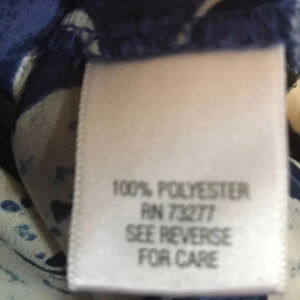 100% POLYESTER
RN 73277
SEE REVERSE
FOR CARE